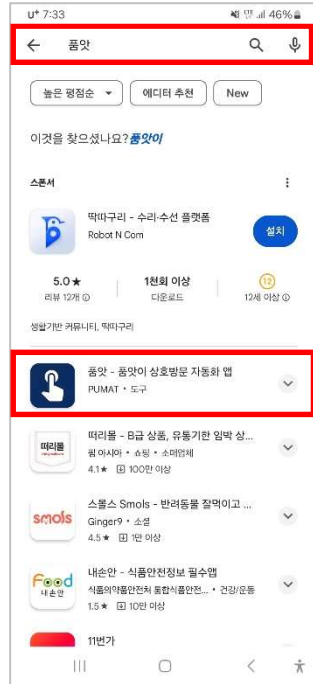 U+ 7:33 46%
품앗
높은 평점순 에디터 추천 New
이것을 찾으셨나요? 품앗이
스폰서
딱따구리 - 수리·수선 플랫폼
Robot N Com
설치
5.0★ 1천회 이상 12
리뷰 12개 다운로드 12세 이상
생활기반 커뮤니티, 딱따구리
품앗 - 품앗이 상호방문 자동화 앱
PUMAT • 도구
떠리몰
떠리몰 - B급 상품, 유통기한 임박 상...
펌 아시아 • 쇼핑 • 소매업체
4.1★ 100만 이상
smols
스몰스 Smols - 반려동물 잘먹이고 ...
Ginger9 • 소셜
4.5★ 1만 이상
Food
내손안
내손안 - 식품안전정보 필수앱
식품의약품안전처 통합식품안전... • 건강/운동
1.5★ 10만 이상
11번가